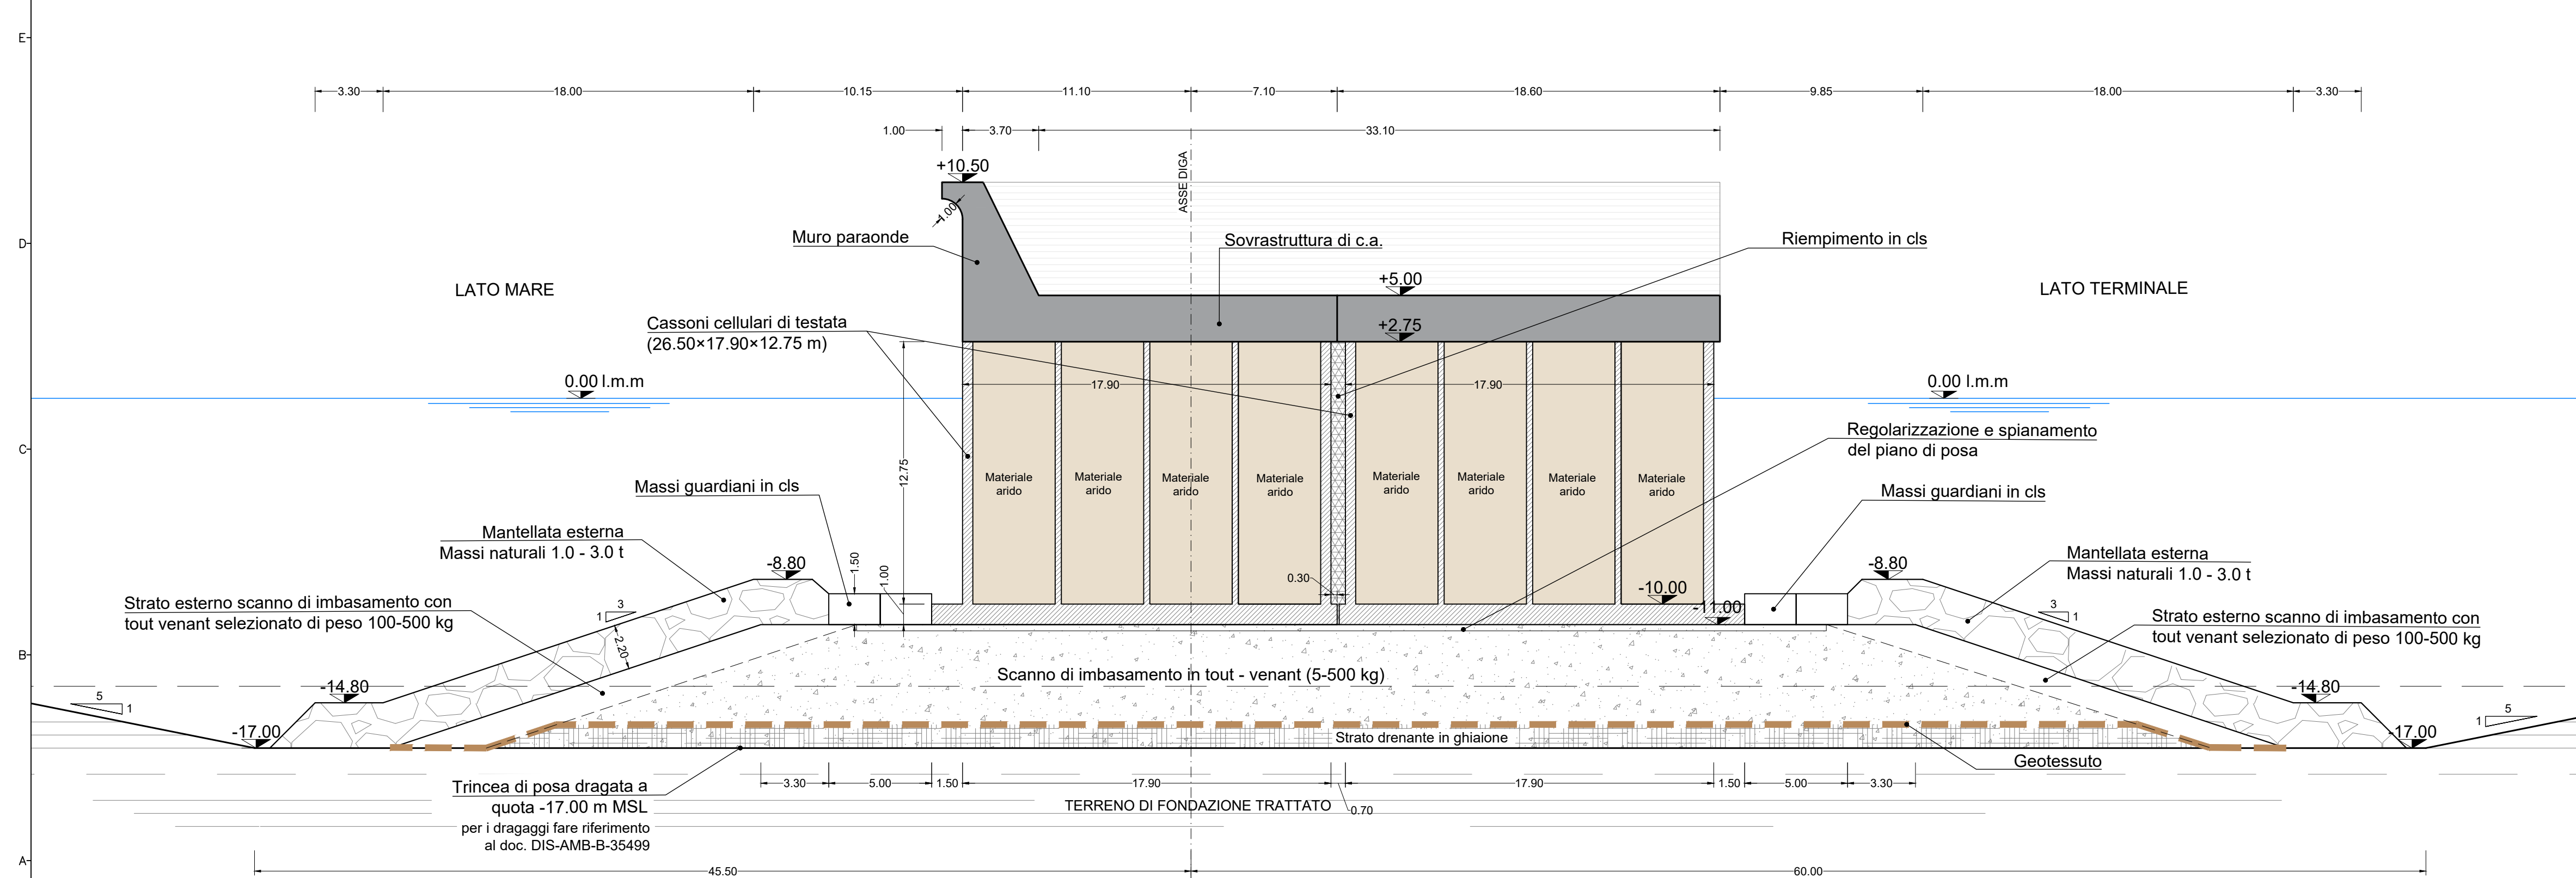 E
3.30 18.00 10.15 11.10 7.10 18.60 9.85 18.00 3.30
1.00 3.70 33.10
+10.50
ASSE DIGA
1.00
D
Muro paraonde
Sovrastruttura di c.a.
Riempimento in cls
LATO MARE
+5.00
LATO TERMINALE
Cassoni cellulari di testata
(26.50×17.90×12.75 m)
+2.75
0.00 l.m.m
17.90 17.90
0.00 l.m.m
C
12.75
Regolarizzazione e spianamento
del piano di posa
Materiale
arido
Materiale
arido
Materiale
arido
Materiale
arido
Materiale
arido
Materiale
arido
Materiale
arido
Materiale
arido
Massi guardiani in cls
Massi guardiani in cls
Mantellata esterna
Massi naturali 1.0 - 3.0 t
-8.80
1.50
1.00
0.30
-10.00
-11.00
-8.80
Mantellata esterna
Massi naturali 1.0 - 3.0 t
Strato esterno scanno di imbasamento con
tout venant selezionato di peso 100-500 kg
3
1
2.20
3
1
Strato esterno scanno di imbasamento con
tout venant selezionato di peso 100-500 kg
B
Scanno di imbasamento in tout - venant (5-500 kg)
5
1
-14.80
-17.00
-14.80
5
1
-17.00
Strato drenante in ghiaione
Geotessuto
3.30 5.00 1.50 17.90 17.90 1.50 5.00 3.30
0.70
Trincea di posa dragata a
quota -17.00 m MSL
per i dragaggi fare riferimento
al doc. DIS-AMB-B-35499
TERRENO DI FONDAZIONE TRATTATO
A
45.50 60.00